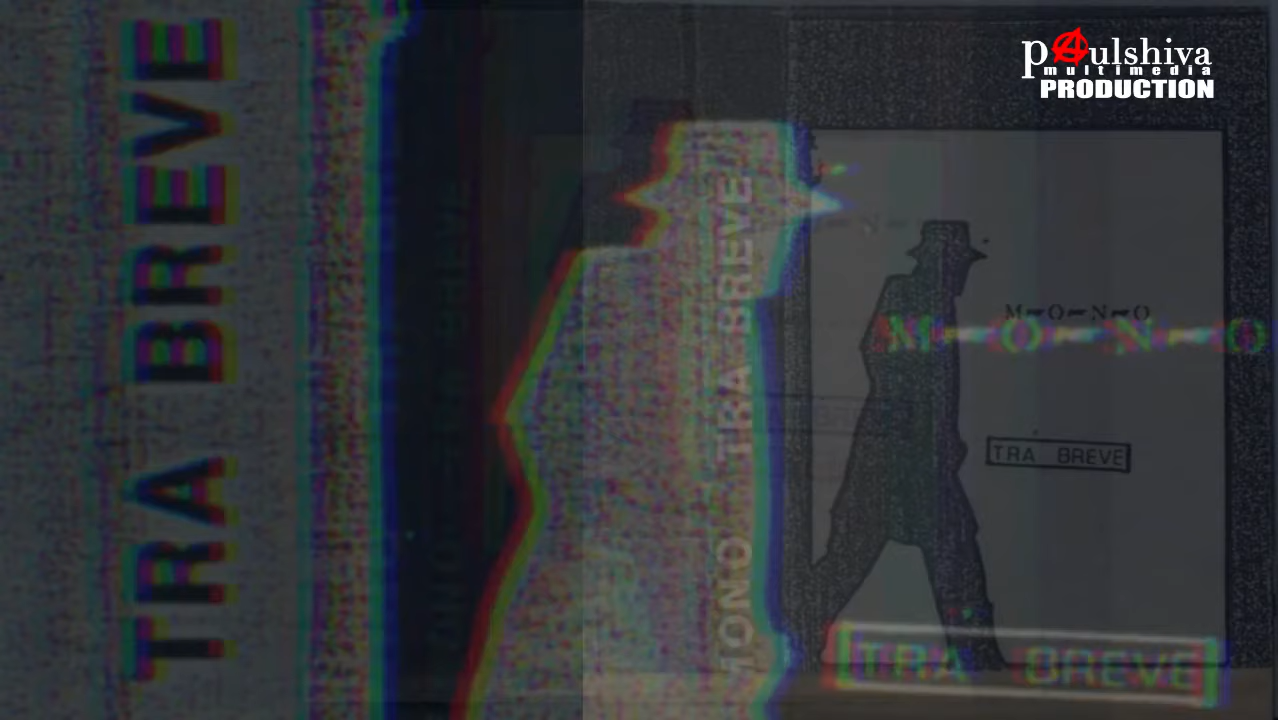 pAulshiva
multimedia
PRODUCTION
TRA BREVE
MONO TRA BREVE
M-O-N-O
M-O-N-O
TRA BREVE
TRA BREVE